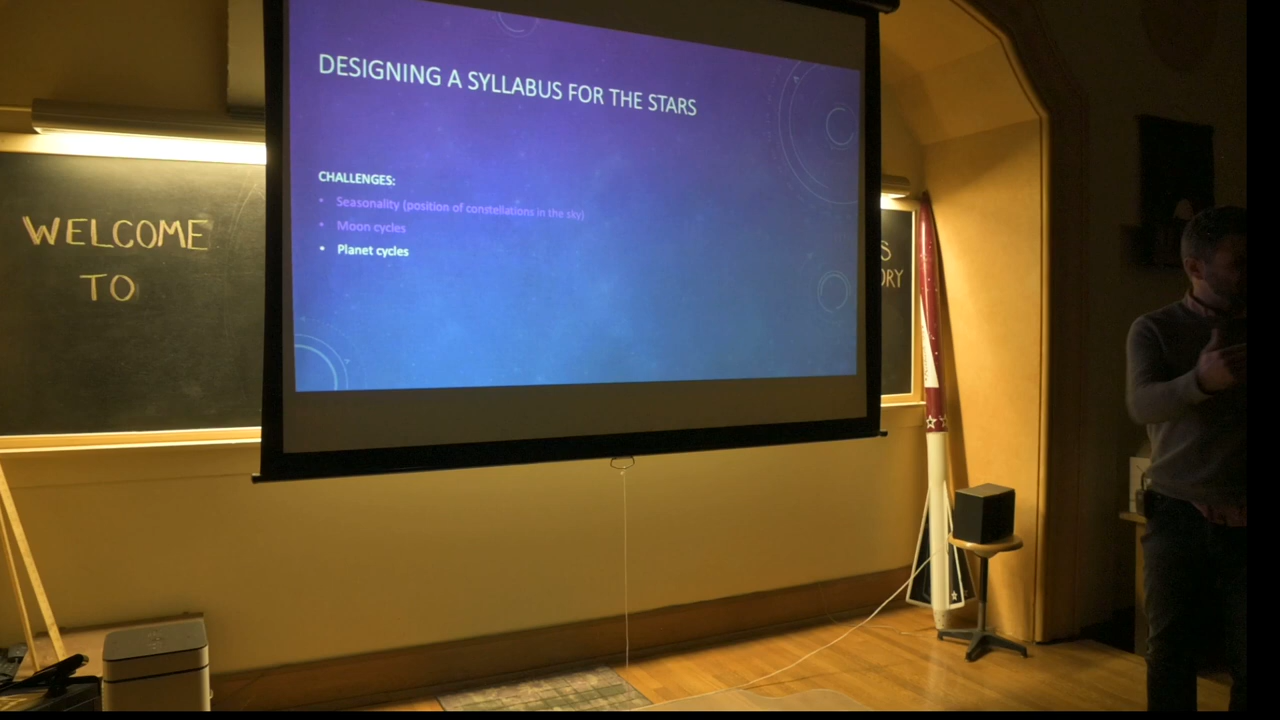 DESIGNING A SYLLABUS FOR THE STARS
CHALLENGES:
• Seasonality (position of constellations in the sky)
• Moon cycles
• Planet cycles
WELCOME
TO
S
ORY